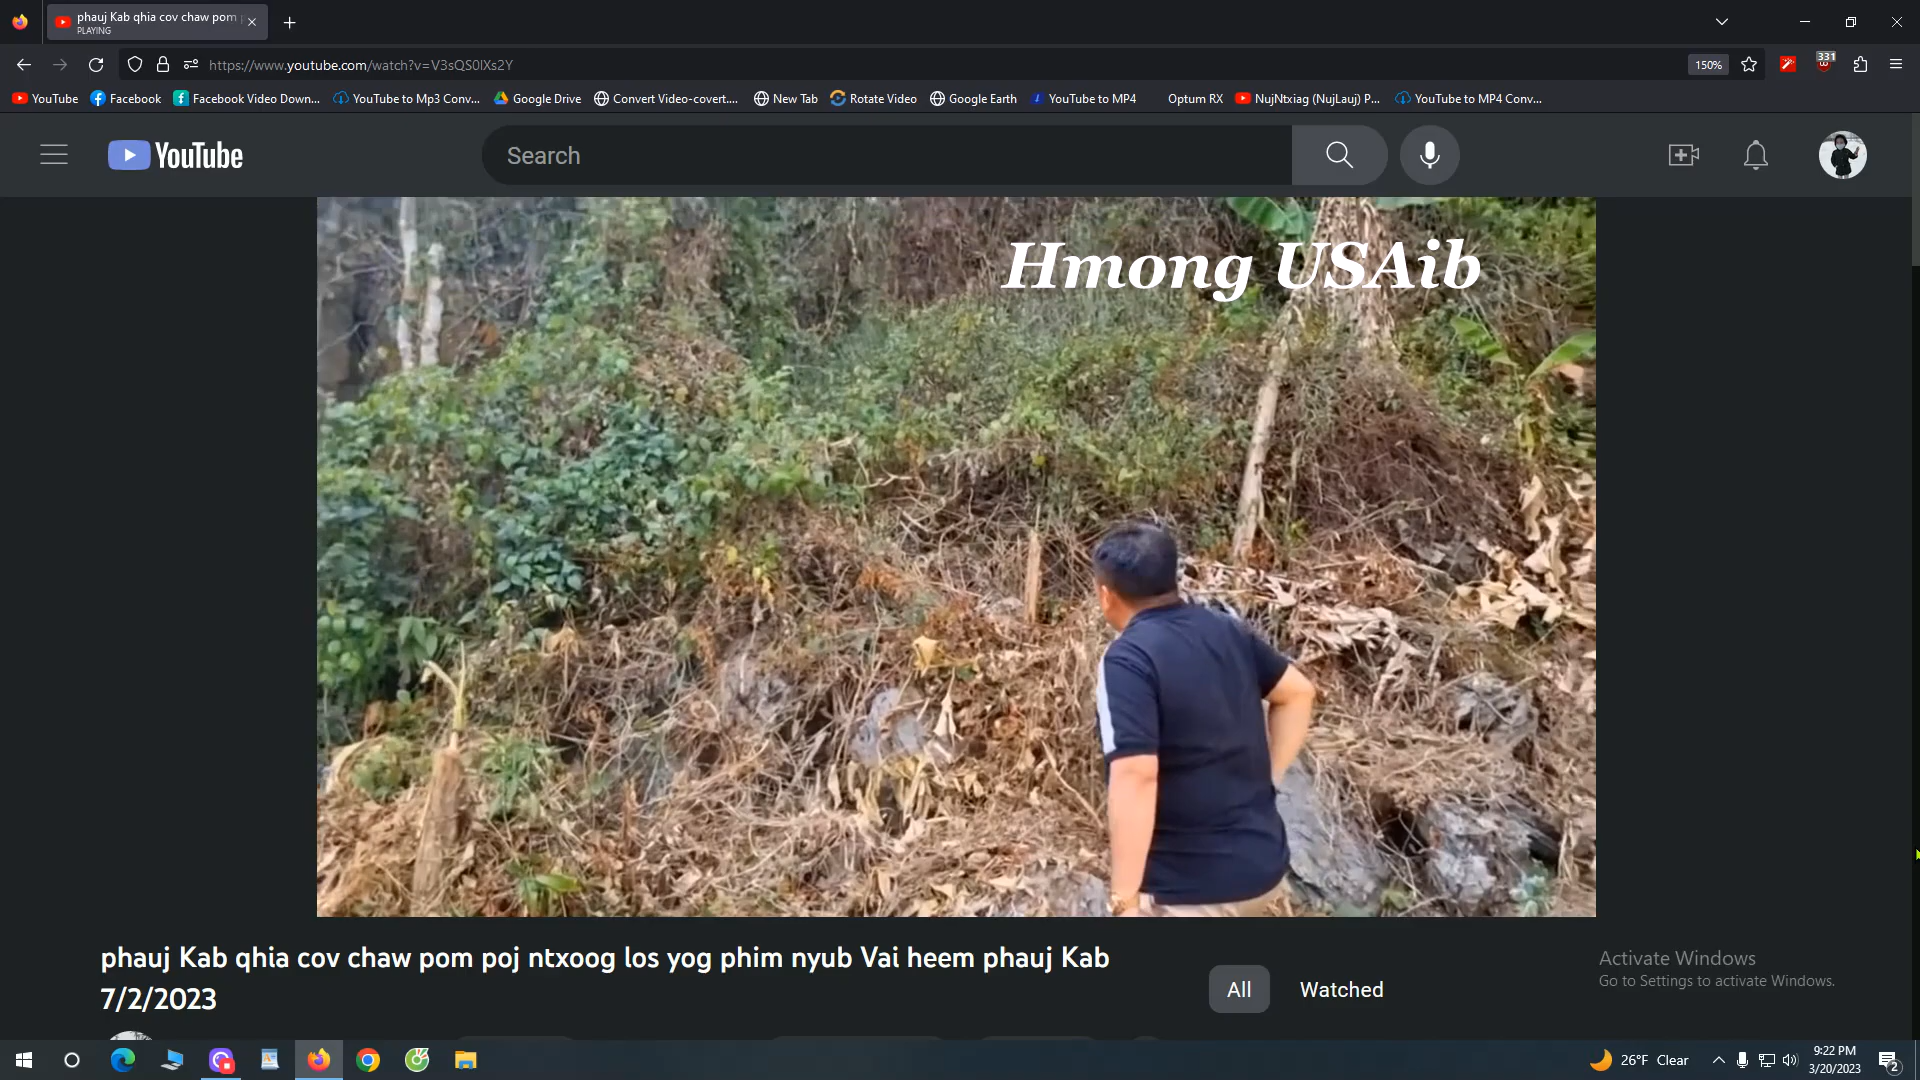 phauj Kab qhia cov chaw pom p
PLAYING
https://www.youtube.com/watch?v=V3sQS0lXs2Y
150%
331
YouTube
Facebook
Facebook Video Down...
YouTube to Mp3 Conv...
Google Drive
Convert Video-covert....
New Tab
Rotate Video
Google Earth
YouTube to MP4
Optum RX
NujNtxiag (NujLauj) P...
YouTube to MP4 Conv...
YouTube
Search
Hmong USAib
phauj Kab qhia cov chaw pom poj ntxoog los yog phim nyub Vai heem phauj Kab
7/2/2023
All
Watched
Activate Windows
Go to Settings to activate Windows.
26°F Clear
9:22 PM
3/20/2023
2